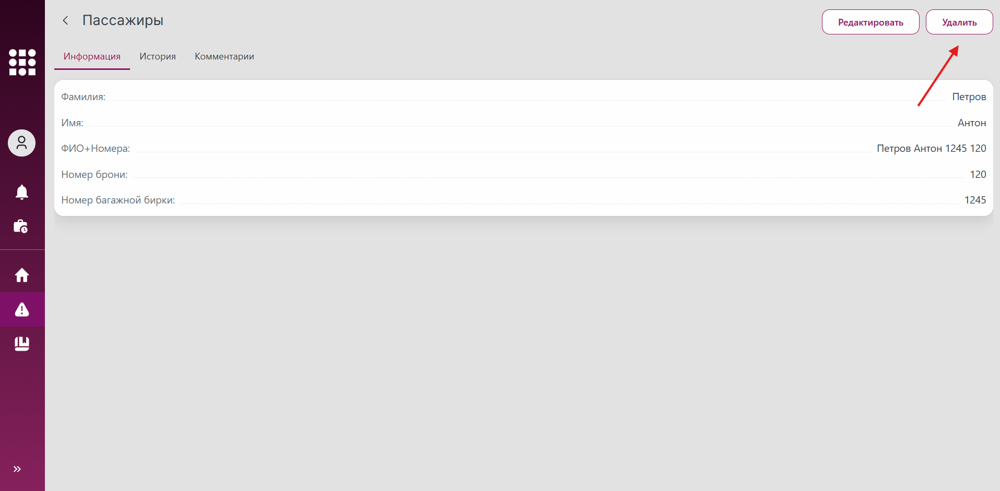 Пассажиры
Редактировать
Удалить
Информация
История
Комментарии
Фамилия: Петров
Имя: Антон
ФИО+Номера: Петров Антон 1245 120
Номер брони: 120
Номер багажной бирки: 1245